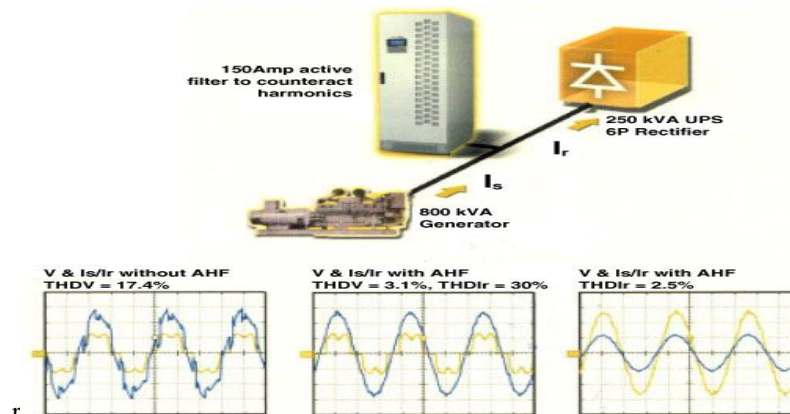 150Amp active
filter to counteract
harmonics
250 kVA UPS
6P Rectifier
Ir
Is
800 kVA
Generator
V & Is/Ir without AHF
THDV = 17.4%
V & Is/Ir with AHF
THDV = 3.1%, THDIr = 30%
V & Is/Ir with AHF
THDIr = 2.5%
r